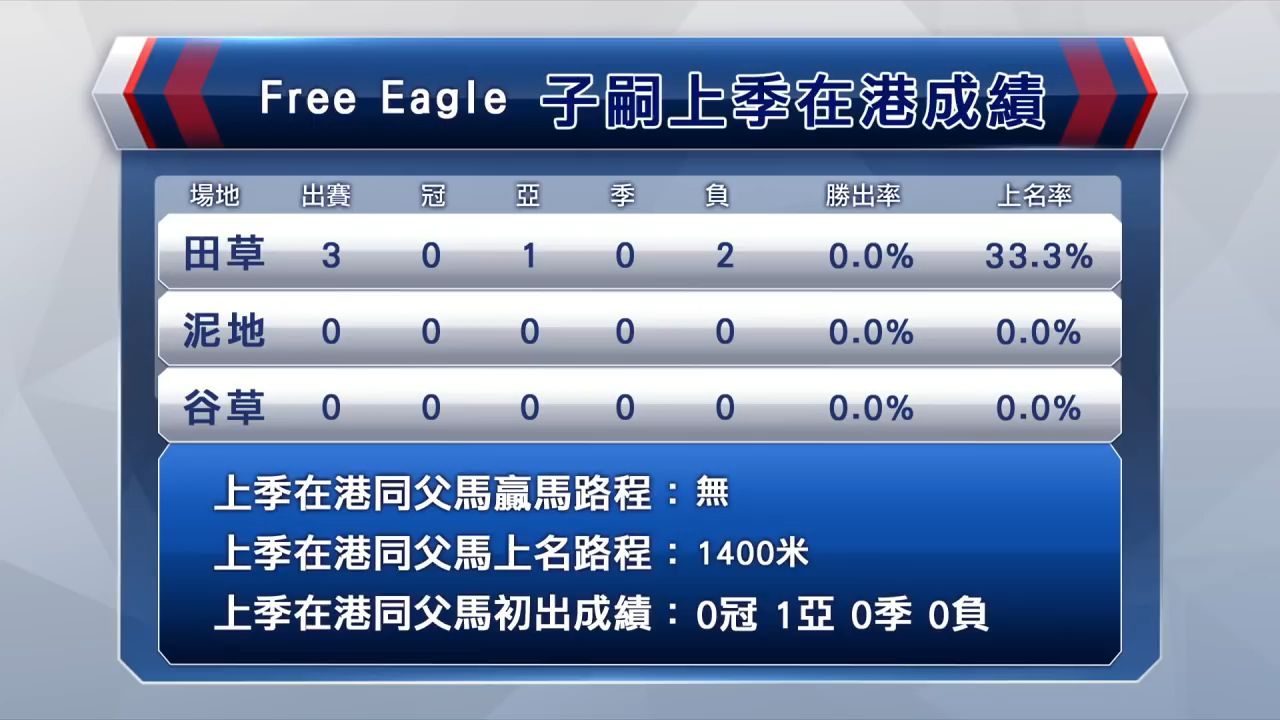 Free Eagle 子嗣上季在港成績
場地 出賽 冠 亞 季 負 勝出率 上名率
田草 3 0 1 0 2 0.0% 33.3%
泥地 0 0 0 0 0 0.0% 0.0%
谷草 0 0 0 0 0 0.0% 0.0%
上季在港同父馬贏馬路程：無
上季在港同父馬上名路程：1400米
上季在港同父馬初出成績：0冠 1亞 0季 0負